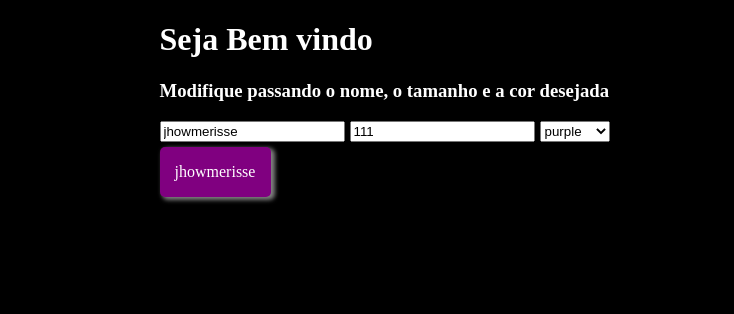 Seja Bem vindo
Modifique passando o nome, o tamanho e a cor desejada
jhowmerisse 111 purple
jhowmerisse